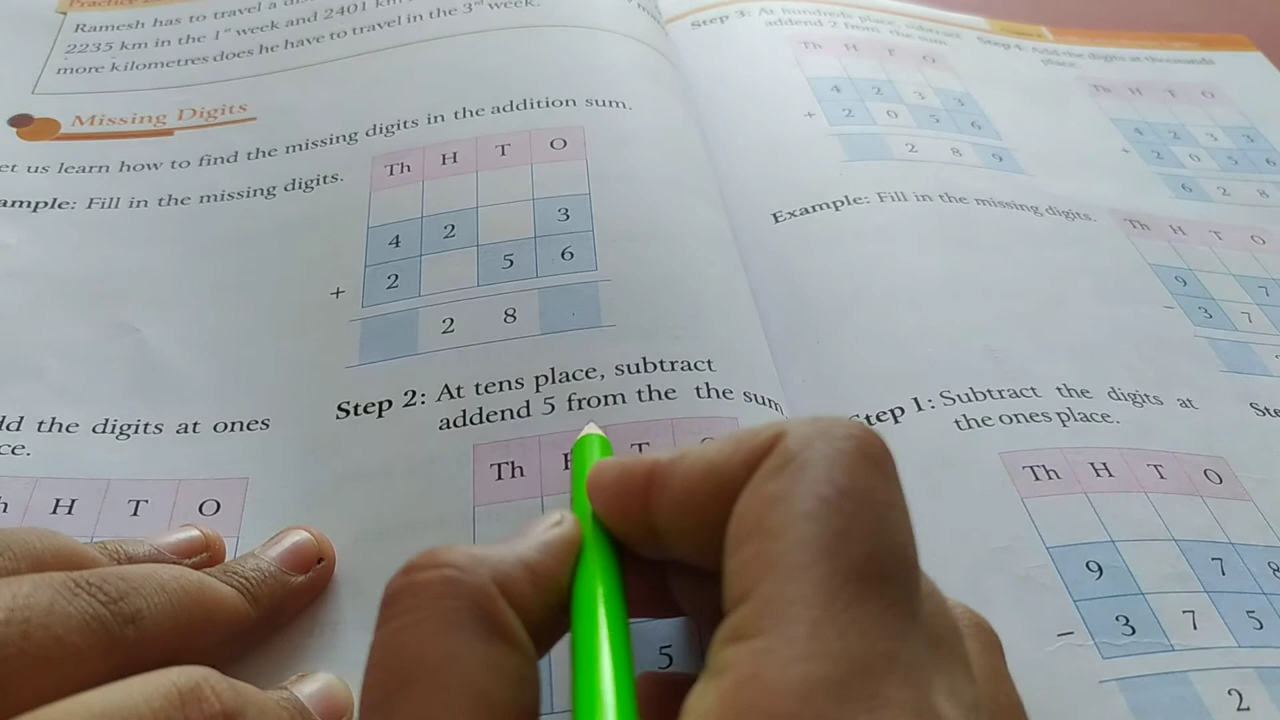 Ramesh has to travel a
2235 km in the 1st week and 2401 km
more kilometres does he have to travel in the 3rd week.
Missing Digits
et us learn how to find the missing digits in the addition sum.
ample: Fill in the missing digits.
Th H T O
4 2 3
+ 2 5 6
2 8
dd the digits at ones
ce.
h H T O
Step 2: At tens place, subtract
addend 5 from the the sum
Th H T
5
Step 3: At hundreds place, subtract
addend 2 from the sum
Th H T O
4 2 3 3
+ 2 0 5 6
2 8 9
Step 4: Add the digits at thousands
place.
Th H T O
4 2 3 3
+ 2 0 5 6
6 2 8
Example: Fill in the missing digits.
Th H T O
9 7
- 3 7
tep 1: Subtract the digits at
the ones place.
Th H T O
9 7 8
- 3 7 5
2
Ste